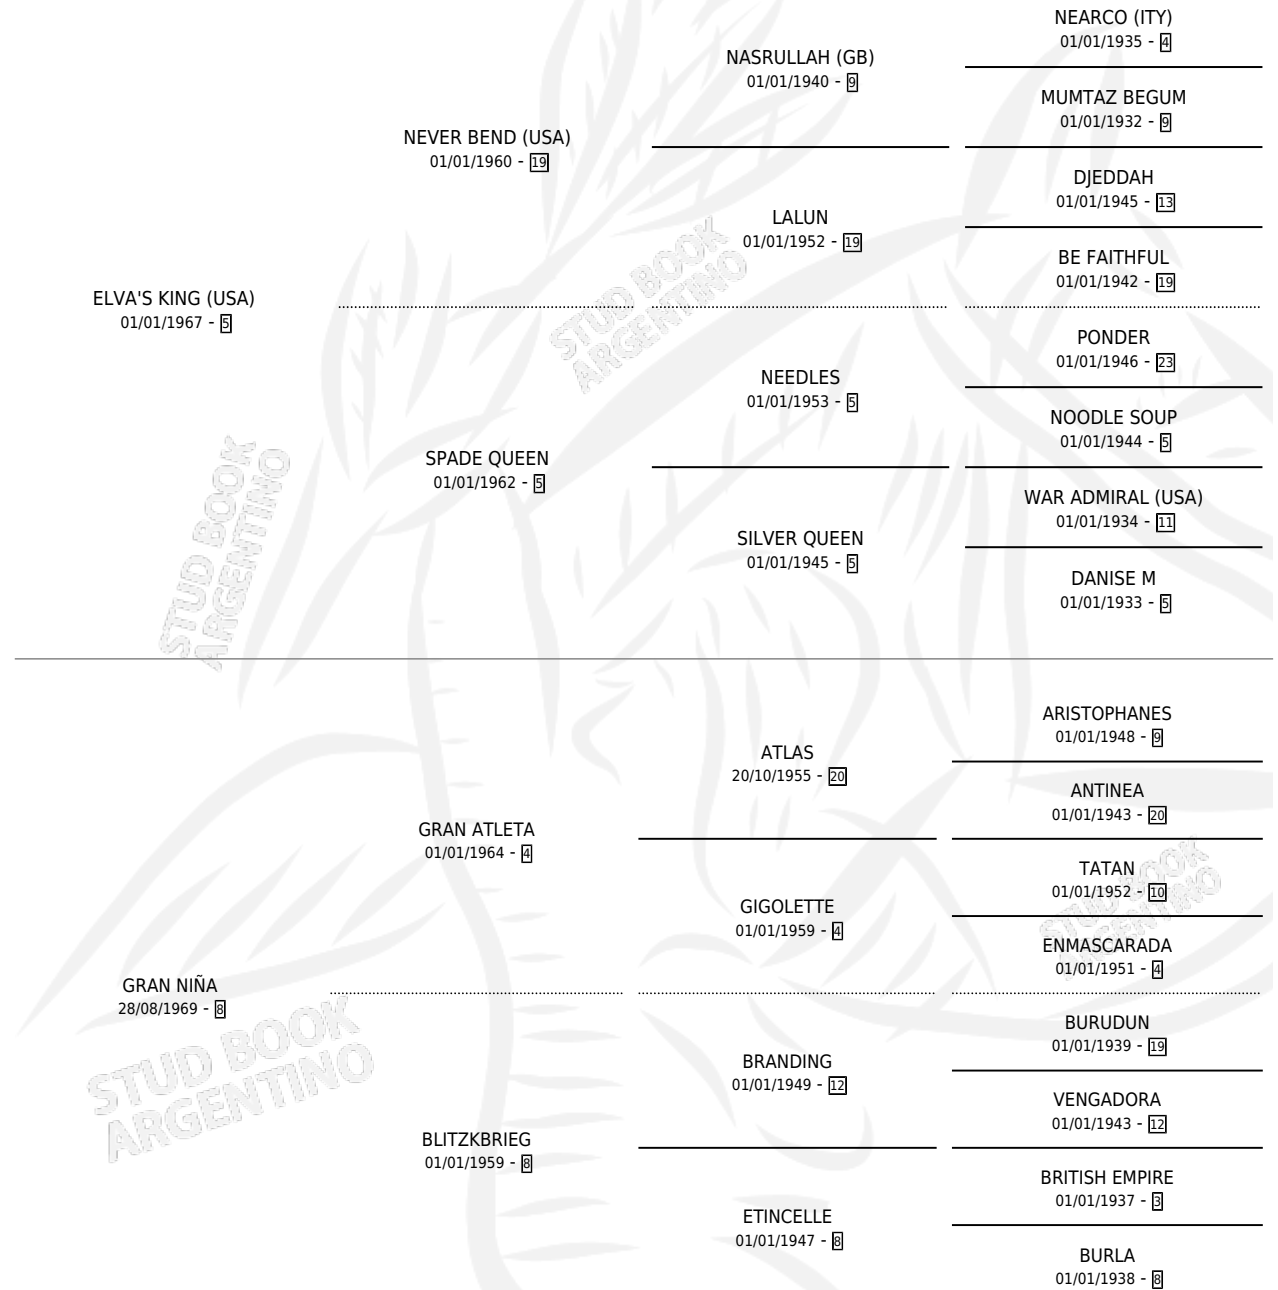 NEARCO (ITY)
01/01/1935 - 4
NASRULLAH (GB)
01/01/1940 - 9
MUMTAZ BEGUM
01/01/1932 - 9
NEVER BEND (USA)
01/01/1960 - 19
DJEDDAH
01/01/1945 - 13
LALUN
01/01/1952 - 19
BE FAITHFUL
01/01/1942 - 19
ELVA'S KING (USA)
01/01/1967 - 5
PONDER
01/01/1946 - 23
NEEDLES
01/01/1953 - 5
NOODLE SOUP
01/01/1944 - 5
SPADE QUEEN
01/01/1962 - 5
WAR ADMIRAL (USA)
01/01/1934 - 11
SILVER QUEEN
01/01/1945 - 5
DANISE M
01/01/1933 - 5
ARISTOPHANES
01/01/1948 - 9
ATLAS
20/10/1955 - 20
ANTINEA
01/01/1943 - 20
GRAN ATLETA
01/01/1964 - 4
TATAN
01/01/1952 - 10
GIGOLETTE
01/01/1959 - 4
ENMASCARADA
01/01/1951 - 4
GRAN NIÑA
28/08/1969 - 8
BURUDUN
01/01/1939 - 19
BRANDING
01/01/1949 - 12
VENGADORA
01/01/1943 - 12
BLITZKBRIEG
01/01/1959 - 8
BRITISH EMPIRE
01/01/1937 - 3
ETINCELLE
01/01/1947 - 8
BURLA
01/01/1938 - 8
STUD BOOK
ARGENTINO
STUD BOOK
ARGENTINO
STUD BOOK
ARGENTINO
STUD BOOK
ARGENTINO